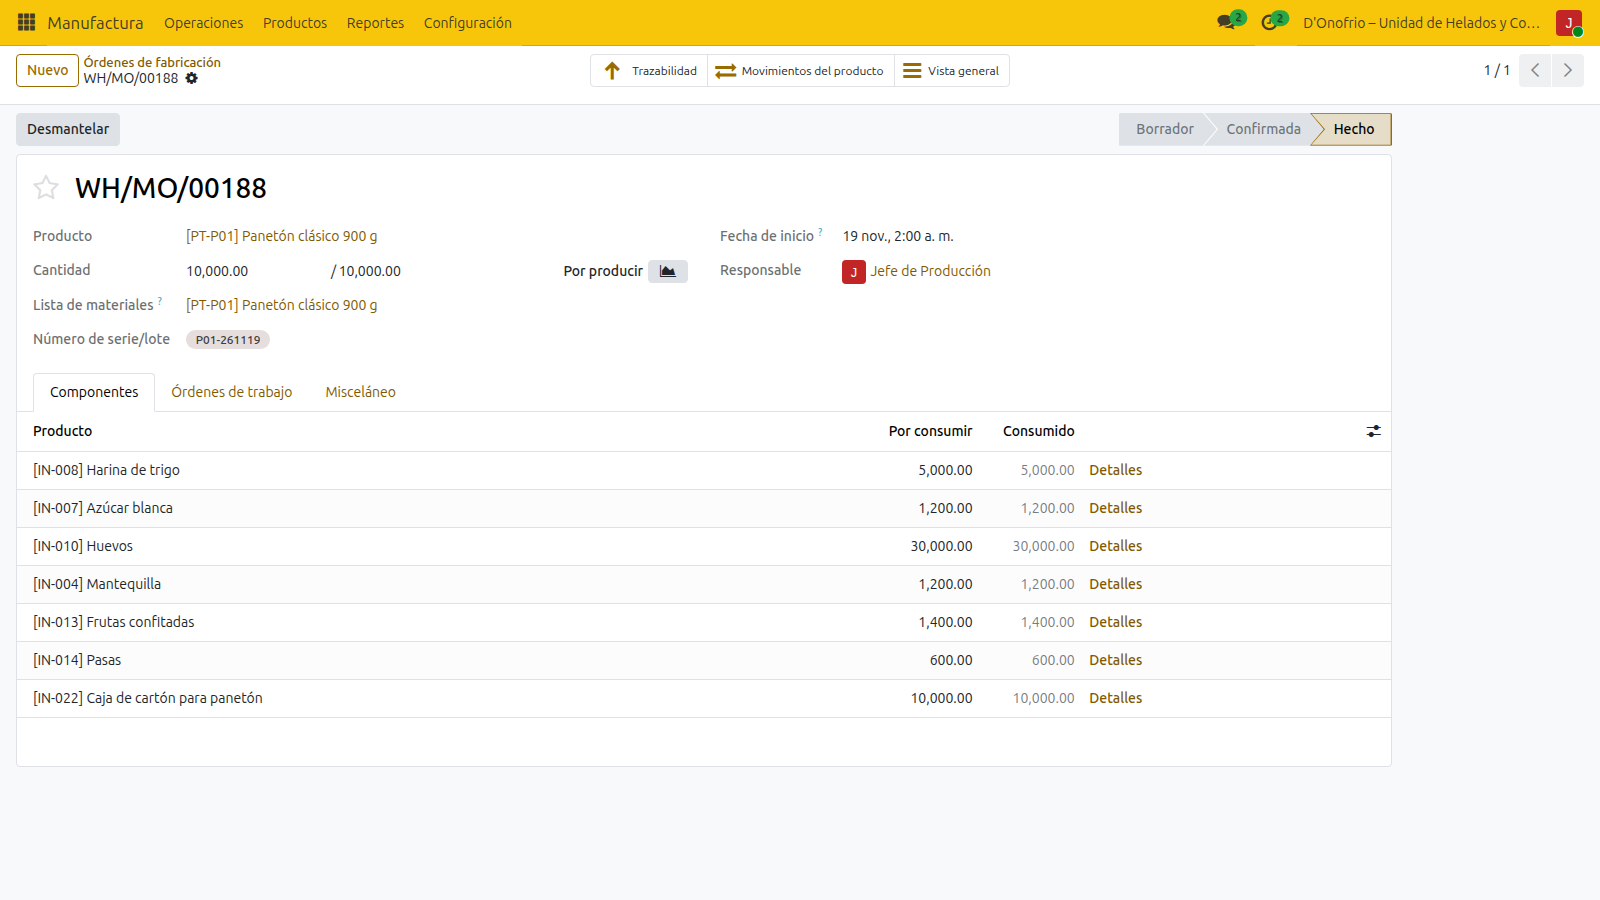 Manufactura Operaciones Productos Reportes Configuración 2 2 D'Onofrio – Unidad de Helados y Co... J
Nuevo Órdenes de fabricación
WH/MO/00188
Trazabilidad Movimientos del producto Vista general 1 / 1
Desmantelar Borrador Confirmada Hecho
WH/MO/00188
Producto [PT-P01] Panetón clásico 900 g Fecha de inicio ? 19 nov., 2:00 a. m.
Cantidad 10,000.00 / 10,000.00 Por producir Responsable J Jefe de Producción
Lista de materiales ? [PT-P01] Panetón clásico 900 g
Número de serie/lote P01-261119
Componentes Órdenes de trabajo Misceláneo
Producto Por consumir Consumido
[IN-008] Harina de trigo 5,000.00 5,000.00 Detalles
[IN-007] Azúcar blanca 1,200.00 1,200.00 Detalles
[IN-010] Huevos 30,000.00 30,000.00 Detalles
[IN-004] Mantequilla 1,200.00 1,200.00 Detalles
[IN-013] Frutas confitadas 1,400.00 1,400.00 Detalles
[IN-014] Pasas 600.00 600.00 Detalles
[IN-022] Caja de cartón para panetón 10,000.00 10,000.00 Detalles